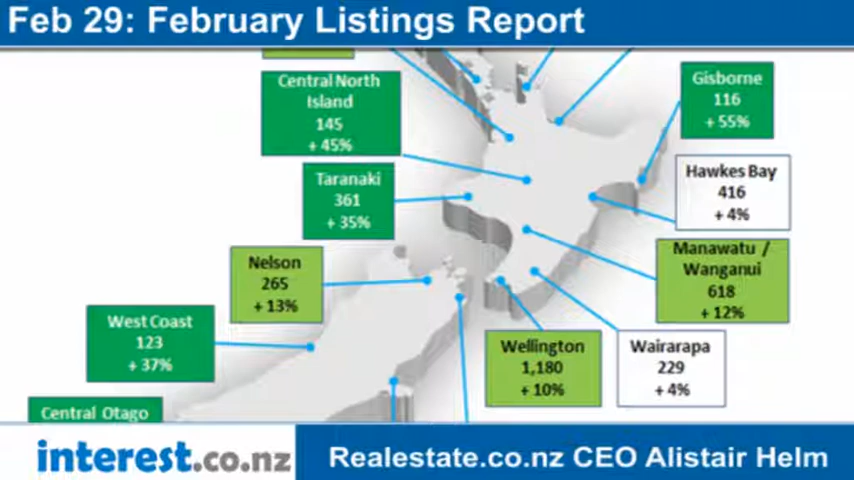 Feb 29: February Listings Report
Central North
Island
145
+ 45%
Gisborne
116
+ 55%
Taranaki
361
+ 35%
Hawkes Bay
416
+ 4%
Manawatu /
Wanganui
618
+ 12%
Nelson
265
+ 13%
West Coast
123
+ 37%
Wellington
1,180
+ 10%
Wairarapa
229
+ 4%
Central Otago
interest.co.nz
Realestate.co.nz CEO Alistair Helm